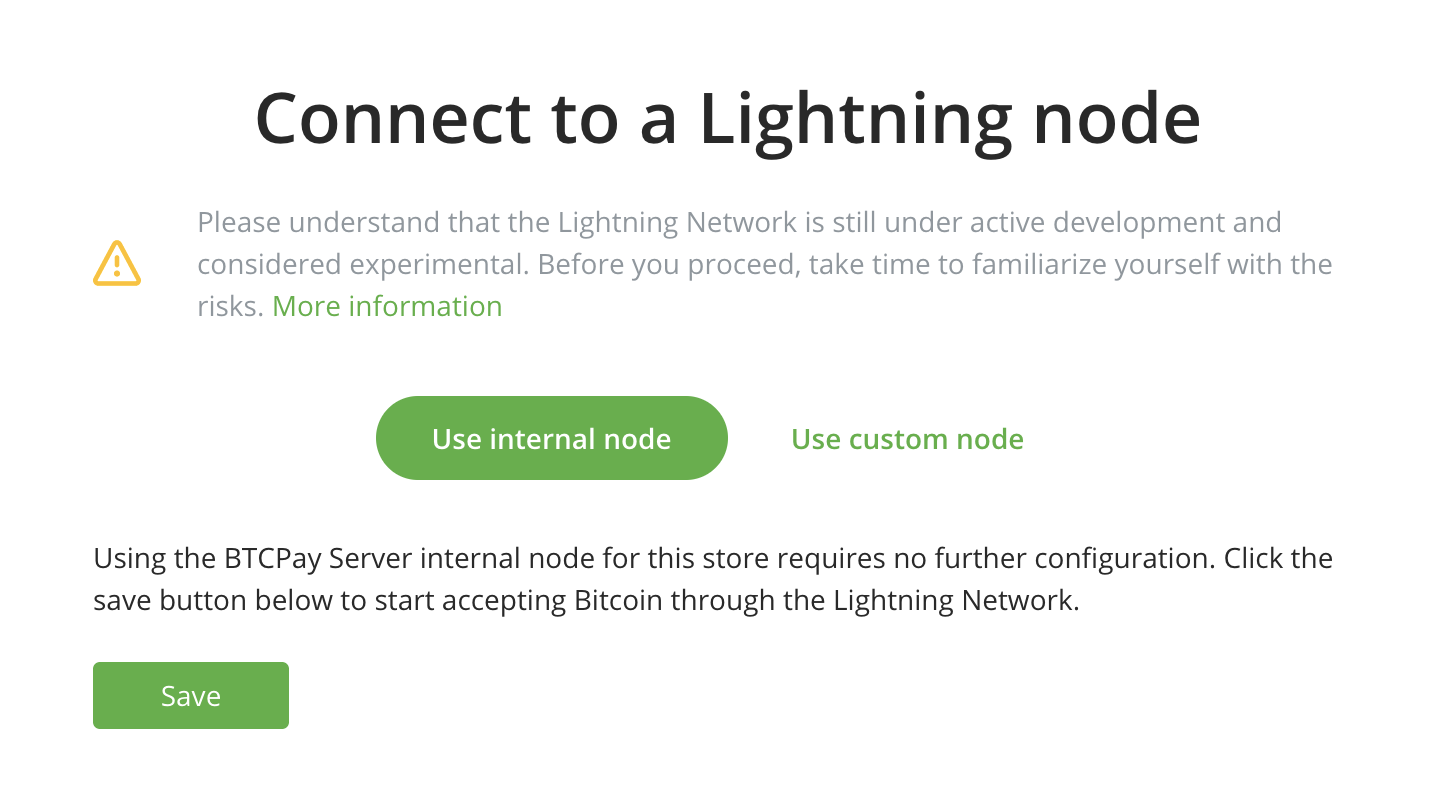 Connect to a Lightning node
Please understand that the Lightning Network is still under active development and
considered experimental. Before you proceed, take time to familiarize yourself with the
risks. More information
Use internal node
Use custom node
Using the BTCPay Server internal node for this store requires no further configuration. Click the
save button below to start accepting Bitcoin through the Lightning Network.
Save